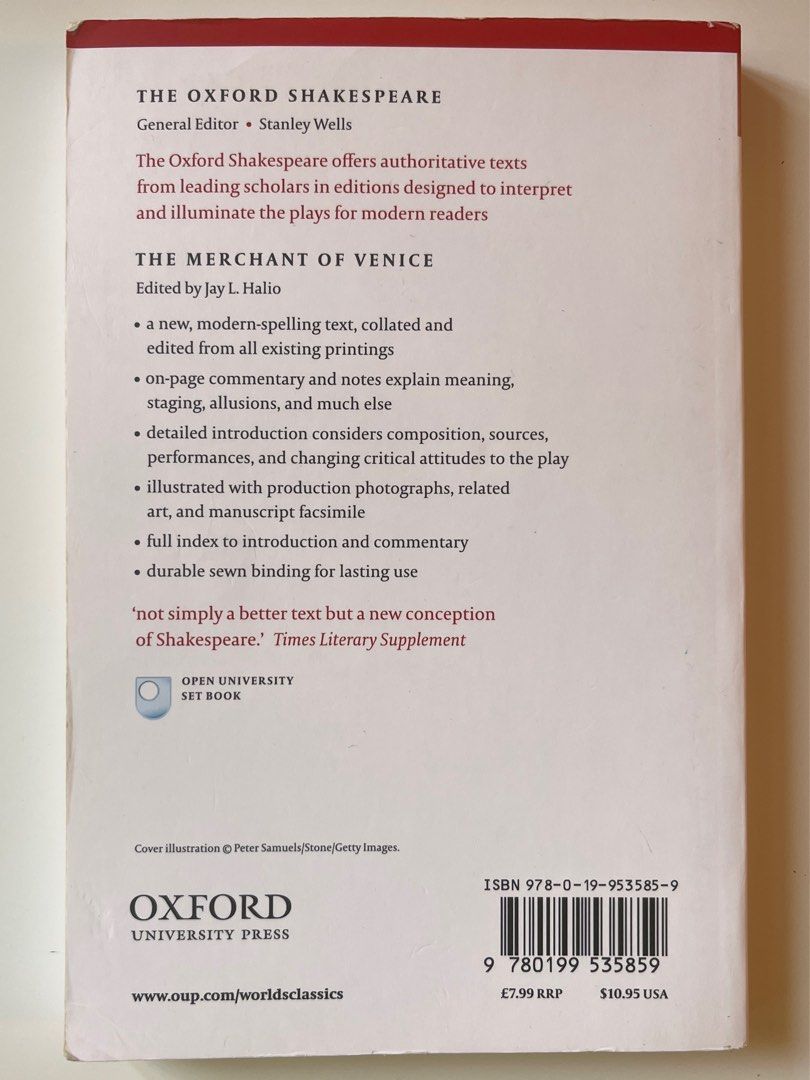 THE OXFORD SHAKESPEARE
General Editor • Stanley Wells
The Oxford Shakespeare offers authoritative texts
from leading scholars in editions designed to interpret
and illuminate the plays for modern readers
THE MERCHANT OF VENICE
Edited by Jay L. Halio
• a new, modern-spelling text, collated and
edited from all existing printings
• on-page commentary and notes explain meaning,
staging, allusions, and much else
• detailed introduction considers composition, sources,
performances, and changing critical attitudes to the play
• illustrated with production photographs, related
art, and manuscript facsimile
• full index to introduction and commentary
• durable sewn binding for lasting use
‘not simply a better text but a new conception
of Shakespeare.’ Times Literary Supplement
OPEN UNIVERSITY
SET BOOK
Cover illustration © Peter Samuels/Stone/Getty Images.
OXFORD
UNIVERSITY PRESS
www.oup.com/worldsclassics
ISBN 978-0-19-953585-9
9 780199 535859
£7.99 RRP $10.95 USA